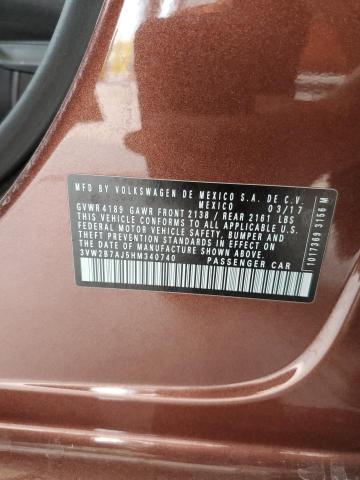 MFD BY VOLKSWAGEN DE MEXICO S.A. DE C.V.
MEXICO 03/17
GVWR 4189 GAWR FRONT 2138 / REAR 2161 LBS
THIS VEHICLE CONFORMS TO ALL APPLICABLE U.S.
FEDERAL MOTOR VEHICLE SAFETY, BUMPER AND
THEFT PREVENTION STANDARDS IN EFFECT ON
THE DATE OF MANUFACTURE SHOWN ABOVE.
3VW2B7AJ5HM340740 PASSENGER CAR
1017369 3156 M